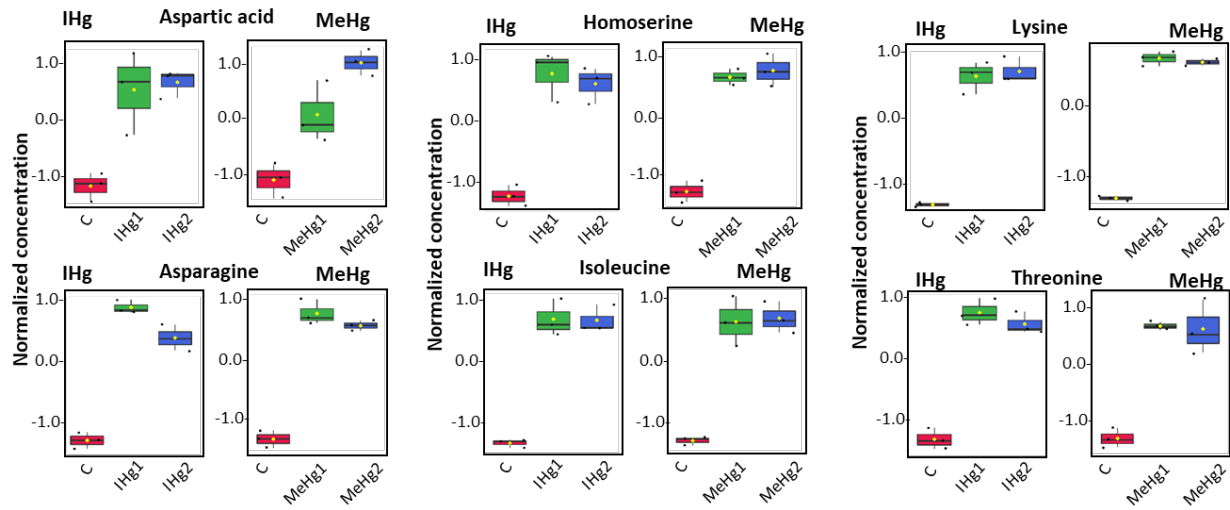 IHg Aspartic acid MeHg
1.0
0.0
-1.0
C IHg1 IHg2
1.0
0.0
-1.0
C MeHg1 MeHg2
IHg Homoserine MeHg
1.0
0.0
-1.0
C IHg1 IHg2
1.0
0.0
-1.0
C MeHg1 MeHg2
IHg Lysine MeHg
1.0
0.0
-1.0
C IHg1 IHg2
0.0
-1.0
C MeHg1 MeHg2
Normalized concentration
Normalized concentration
Normalized concentration
IHg Asparagine MeHg
1.0
0.0
-1.0
C IHg1 IHg2
1.0
0.0
-1.0
C MeHg1 MeHg2
IHg Isoleucine MeHg
1.0
0.0
-1.0
C IHg1 IHg2
1.0
0.0
-1.0
C MeHg1 MeHg2
IHg Threonine MeHg
1.0
0.0
-1.0
C IHg1 IHg2
1.0
0.0
-1.0
C MeHg1 MeHg2